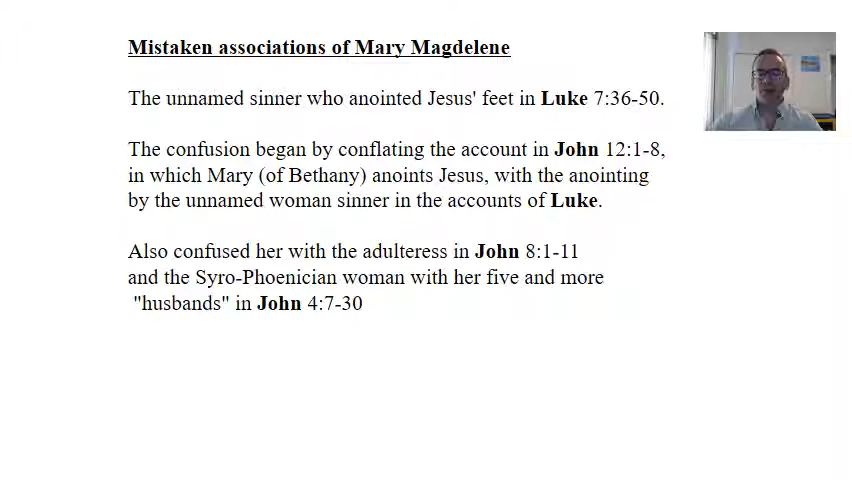 Mistaken associations of Mary Magdelene
The unnamed sinner who anointed Jesus' feet in Luke 7:36-50.
The confusion began by conflating the account in John 12:1-8,
in which Mary (of Bethany) anoints Jesus, with the anointing
by the unnamed woman sinner in the accounts of Luke.
Also confused her with the adulteress in John 8:1-11
and the Syro-Phoenician woman with her five and more
"husbands" in John 4:7-30